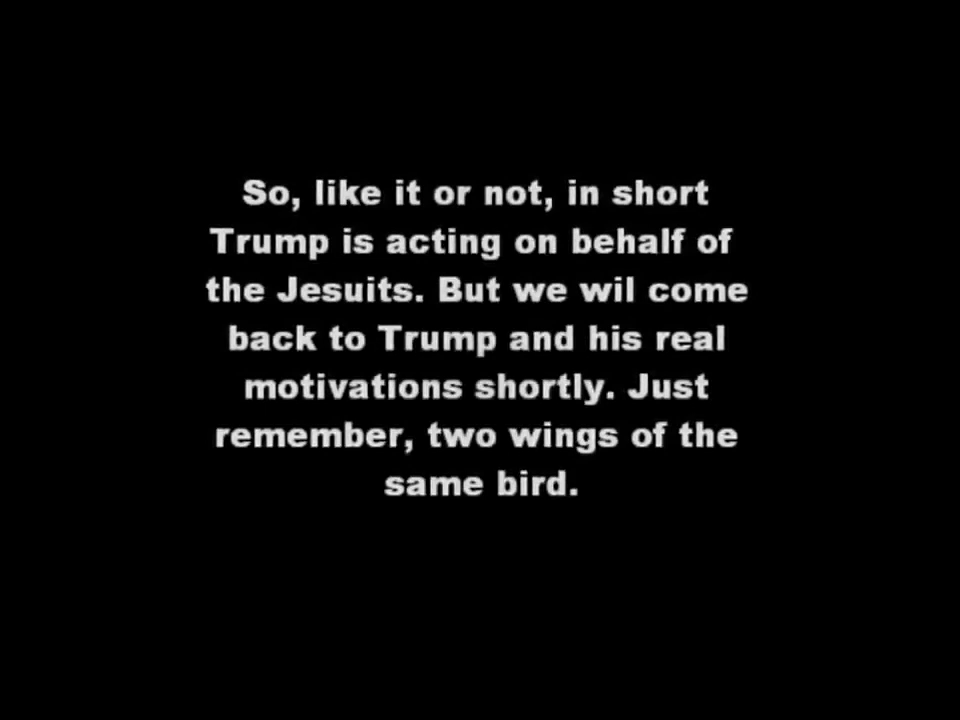 So, like it or not, in short
Trump is acting on behalf of
the Jesuits. But we wil come
back to Trump and his real
motivations shortly. Just
remember, two wings of the
same bird.